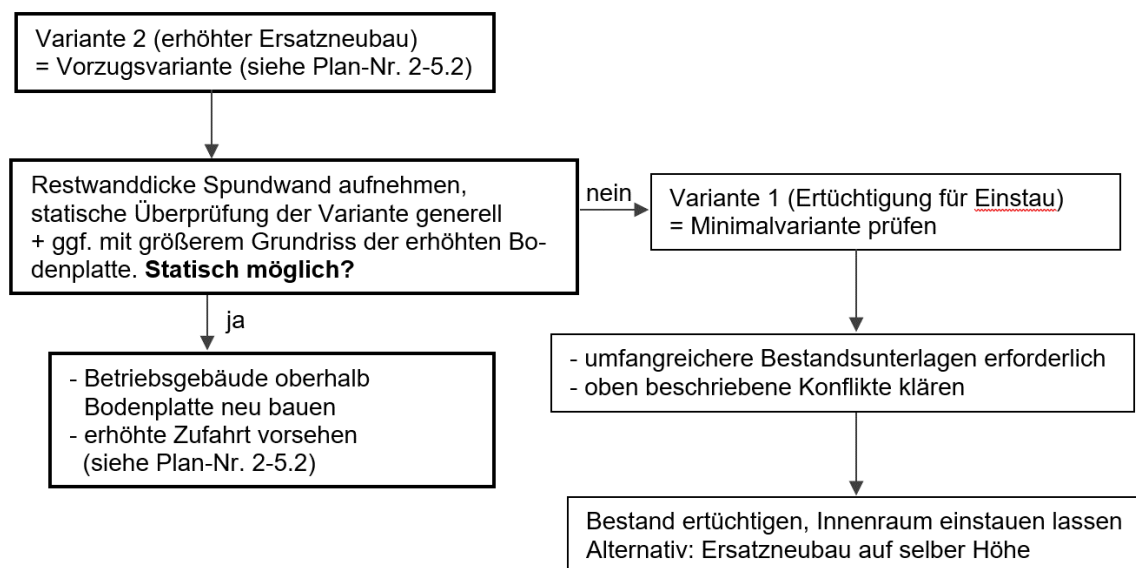 Variante 2 (erhöhter Ersatzneubau)
= Vorzugsvariante (siehe Plan-Nr. 2-5.2)
Restwanddicke Spundwand aufnehmen,
statische Überprüfung der Variante generell
+ ggf. mit größerem Grundriss der erhöhten Bo-
denplatte. Statisch möglich?
nein
Variante 1 (Ertüchtigung für Einstau)
= Minimalvariante prüfen
ja
- Betriebsgebäude oberhalb
Bodenplatte neu bauen
- erhöhte Zufahrt vorsehen
(siehe Plan-Nr. 2-5.2)
- umfangreichere Bestandsunterlagen erforderlich
- oben beschriebene Konflikte klären
Bestand ertüchtigen, Innenraum einstauen lassen
Alternativ: Ersatzneubau auf selber Höhe